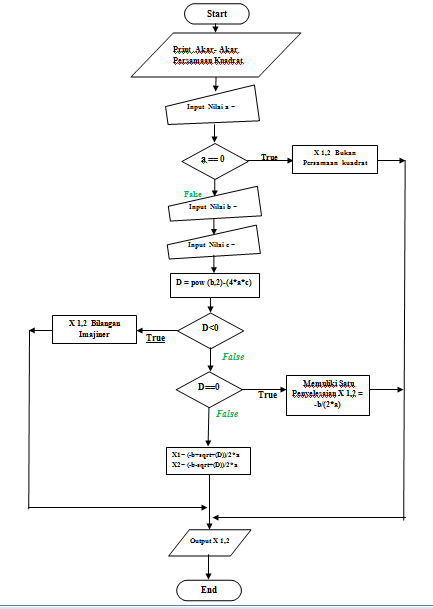 Start
Print Akar- Akar
Persamaan Kuadrat
Input Nilai a =
a == 0
True
X 1,2 Bukan
Persamaan kuadrat
False
Input Nilai b =
Input Nilai c =
D = pow (b,2)-(4*a*c)
D<0
True
X 1,2 Bilangan
Imajiner
False
D==0
True
Memuliki Satu
Penyelesaian X 1,2 =
-b/(2*a)
False
X1= (-b+sqrt=(D))/2*a
X2= (-b-sqrt=(D))/2*a
Output X 1,2
End